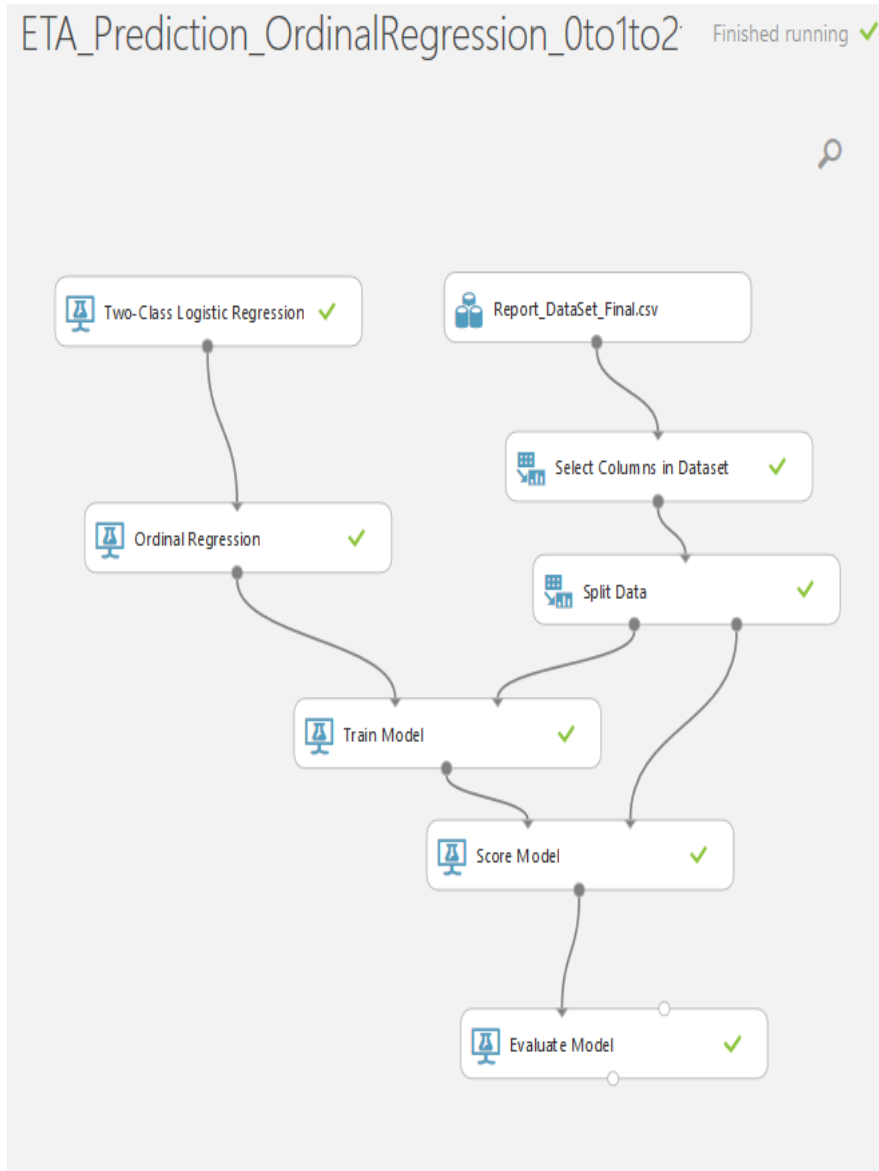 ETA_Prediction_OrdinalRegression_0to1to2
Finished running
Two-Class Logistic Regression
Report_DataSet_Final.csv
Select Columns in Dataset
Ordinal Regression
Split Data
Train Model
Score Model
Evaluate Model